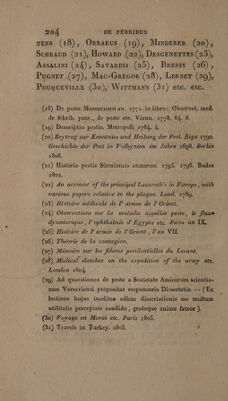 204 DE FEBRIBUS
TENS (18), ORRAEUS (19), MINDERER (20),
SCHRAUD (21), HOWARD (22), DESGENETTES (23),
ASSALINI (24), SAVARESI (25), BRESSY (26),
PUGNET (27), MAC-GREGOR (28), LERNET (29),
POUQUEVILLE (30), WITTMANN (31) etc. etc.
(18) De peste Mosoviensi an. 1771. in libro: Observat. med.
de febrib. putr., de peste etc. Vienn. 1778. §4. 8.
(19) Descriptio pestis. Metropoli 1784. 4.
(20) Beytrag zur Kenntniss und Heilung der Pest. Riga 1790.
Geschichte der Pest in Volhynien im Jahre 1798. Berlin
1806.
(21) Historia pestis Sirmiensis annorum 1795. 1796. Budae
1802.
(22) An account of the principal Lazarett's in Europe, with
various papers relative to the plague. Lond. 1789.
(23) Histoire médicale de l'armée de l'Orient.
(24) Observations sur la maladie appellée peste, le flux
dyssenterique, l'ophthalmie d'Egypte etc. Paris an IX.
(25) Histoire de l'armée de l'Orient, l'an VII.
(26) Théorie de la contagion.
(27) Mémoire sur les fièvres pestilentielles du Levant.
(28) Medical sketches on the expedition of the army etc.
London 1804.
(29) Ad quaestiones de peste a Societate Amicorum scientia-
rum Varsaviensi propositas responsoria Dissertatio. -- (Ex
lectione hujus ineditae adhuc dissertationis me multum
utilitatis percepisse candide, gratoque animo fateor).
(30) Voyage en Morée etc. Paris 1805.
(31) Travels in Turkey. 1803.